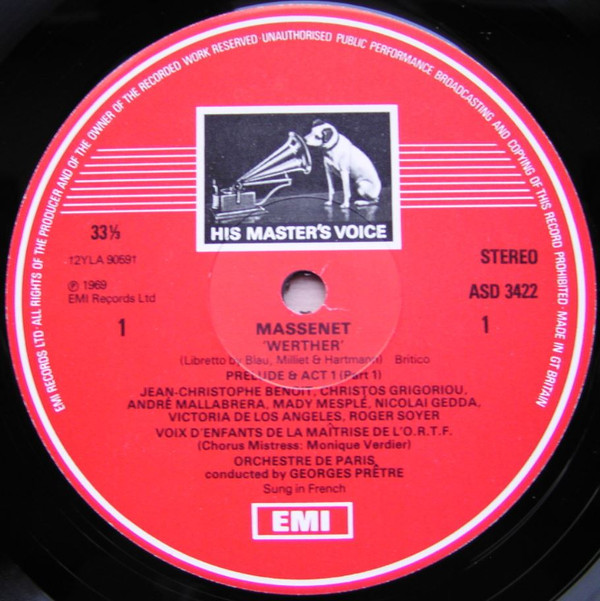 EMI RECORDS LTD·ALL RIGHTS OF THE PRODUCER AND OF THE OWNER OF THE RECORDED WORK RESERVED·UNAUTHORISED PUBLIC PERFORMANCE BROADCASTING AND COPYING OF THIS RECORD PROHIBITED. MADE IN GT BRITAIN
HIS MASTER'S VOICE
33⅓
12YLA 90591
STEREO
℗ 1969
EMI Records Ltd
ASD 3422
1
1
MASSENET
'WERTHER'
(Libretto by Blau, Milliet & Hartmann) Britico
PRELUDE & ACT 1 (Part 1)
JEAN-CHRISTOPHE BENOIT, CHRISTOS GRIGORIOU,
ANDRÉ MALLABRERA, MADY MESPLÉ, NICOLAI GEDDA,
VICTORIA DE LOS ANGELES, ROGER SOYER
VOIX D'ENFANTS DE LA MAÎTRISE DE L'O.R.T.F.
(Chorus Mistress: Monique Verdier)
ORCHESTRE DE PARIS
conducted by GEORGES PRÊTRE
Sung in French
EMI